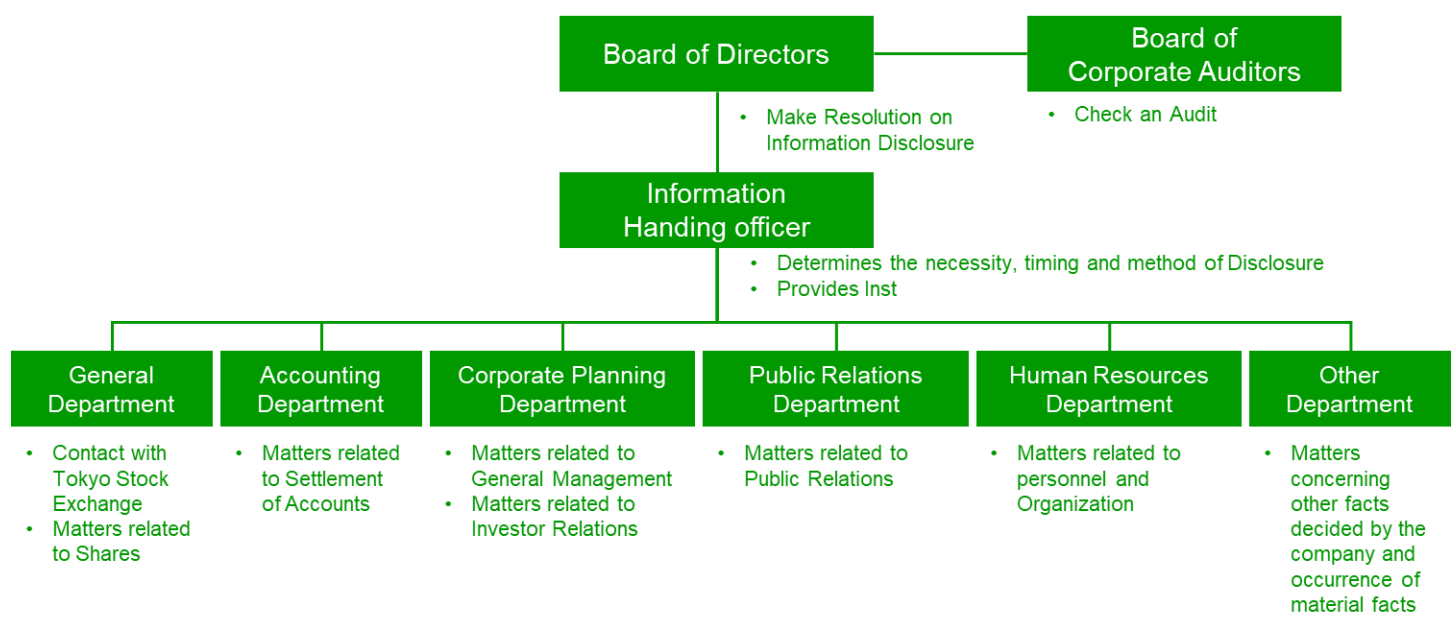 Board of Directors
Board of
Corporate Auditors
• Make Resolution on
Information Disclosure
• Check an Audit
Information
Handing officer
• Determines the necessity, timing and method of Disclosure
• Provides Inst
General
Department
• Contact with
Tokyo Stock
Exchange
• Matters related
to Shares
Accounting
Department
• Matters related
to Settlement
of Accounts
Corporate Planning
Department
• Matters related to
General Management
• Matters related to
Investor Relations
Public Relations
Department
• Matters related to
Public Relations
Human Resources
Department
• Matters related to
personnel and
Organization
Other
Department
• Matters
concerning
other facts
decided by the
company and
occurrence of
material facts